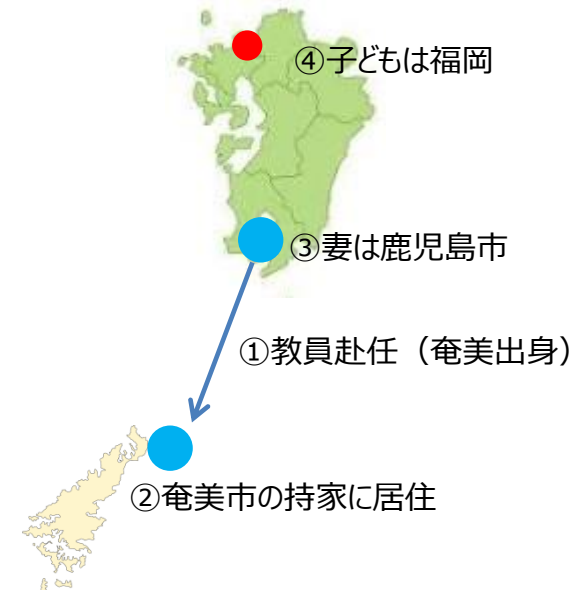 ④子どもは福岡
③妻は鹿児島市
①教員赴任（奄美出身）
②奄美市の持家に居住